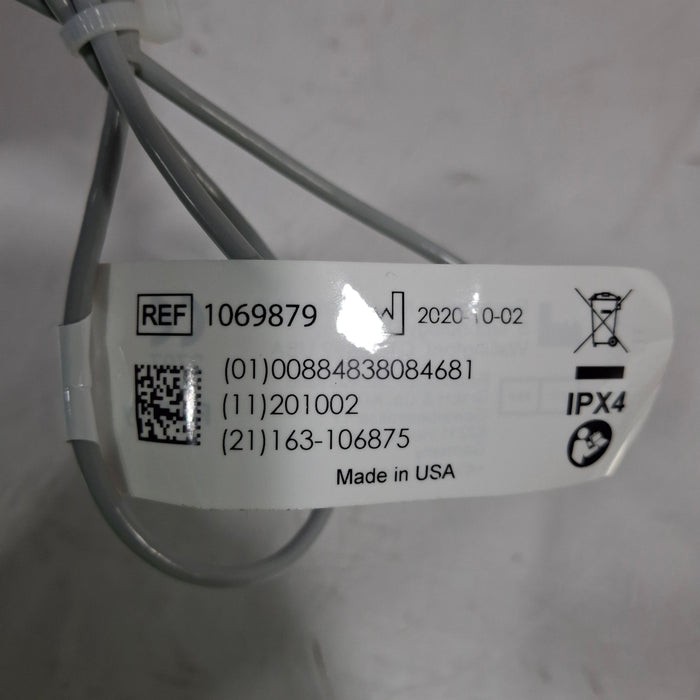 REF 1069879 2020-10-02
(01)00884838084681
(11)201002
(21)163-106875
IPX4
Made in USA